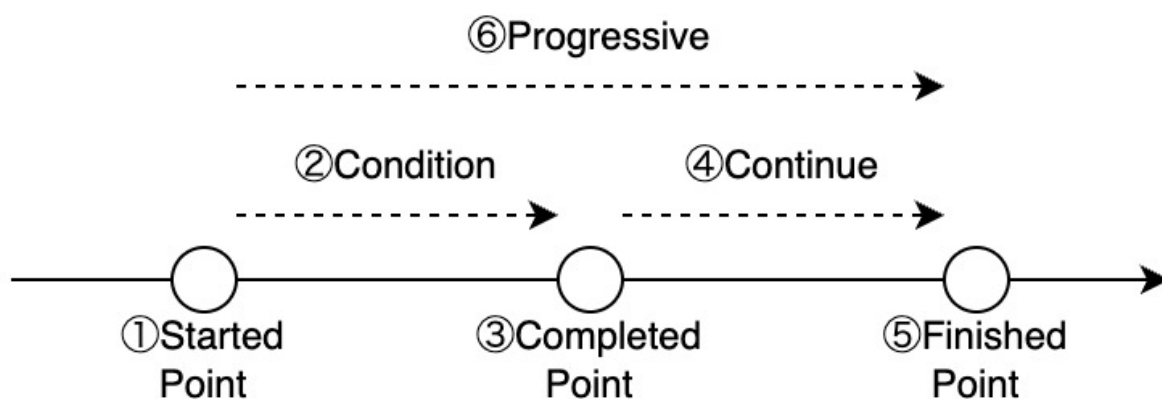 ⑥Progressive
②Condition
④Continue
①Started
Point
③Completed
Point
⑤Finished
Point